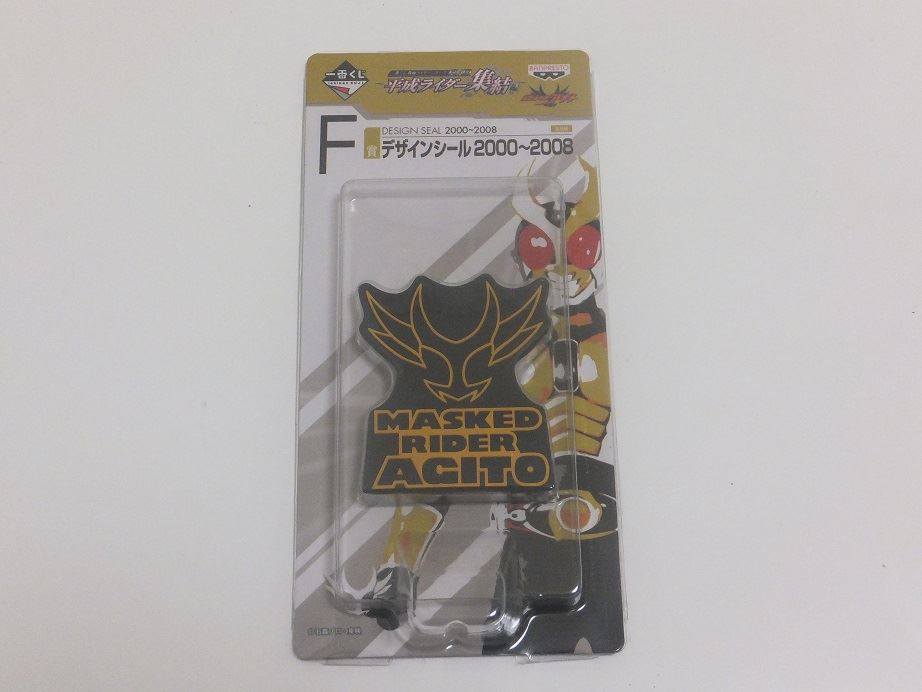 一番くじ
平成ライダー集結
BANPRESTO
F賞
DESIGN SEAL 2000~2008
デザインシール2000〜2008
MASKED
RIDER
AGITO